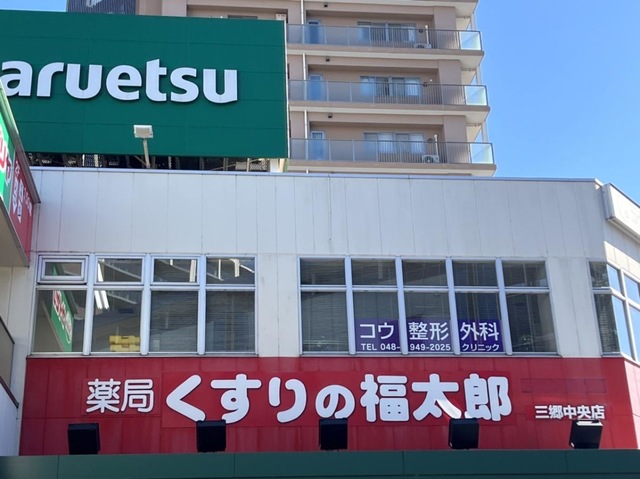 aruetsu
コウ整形外科
TEL 048-949-2025 クリニック
薬局 くすりの福太郎 三郷中央店